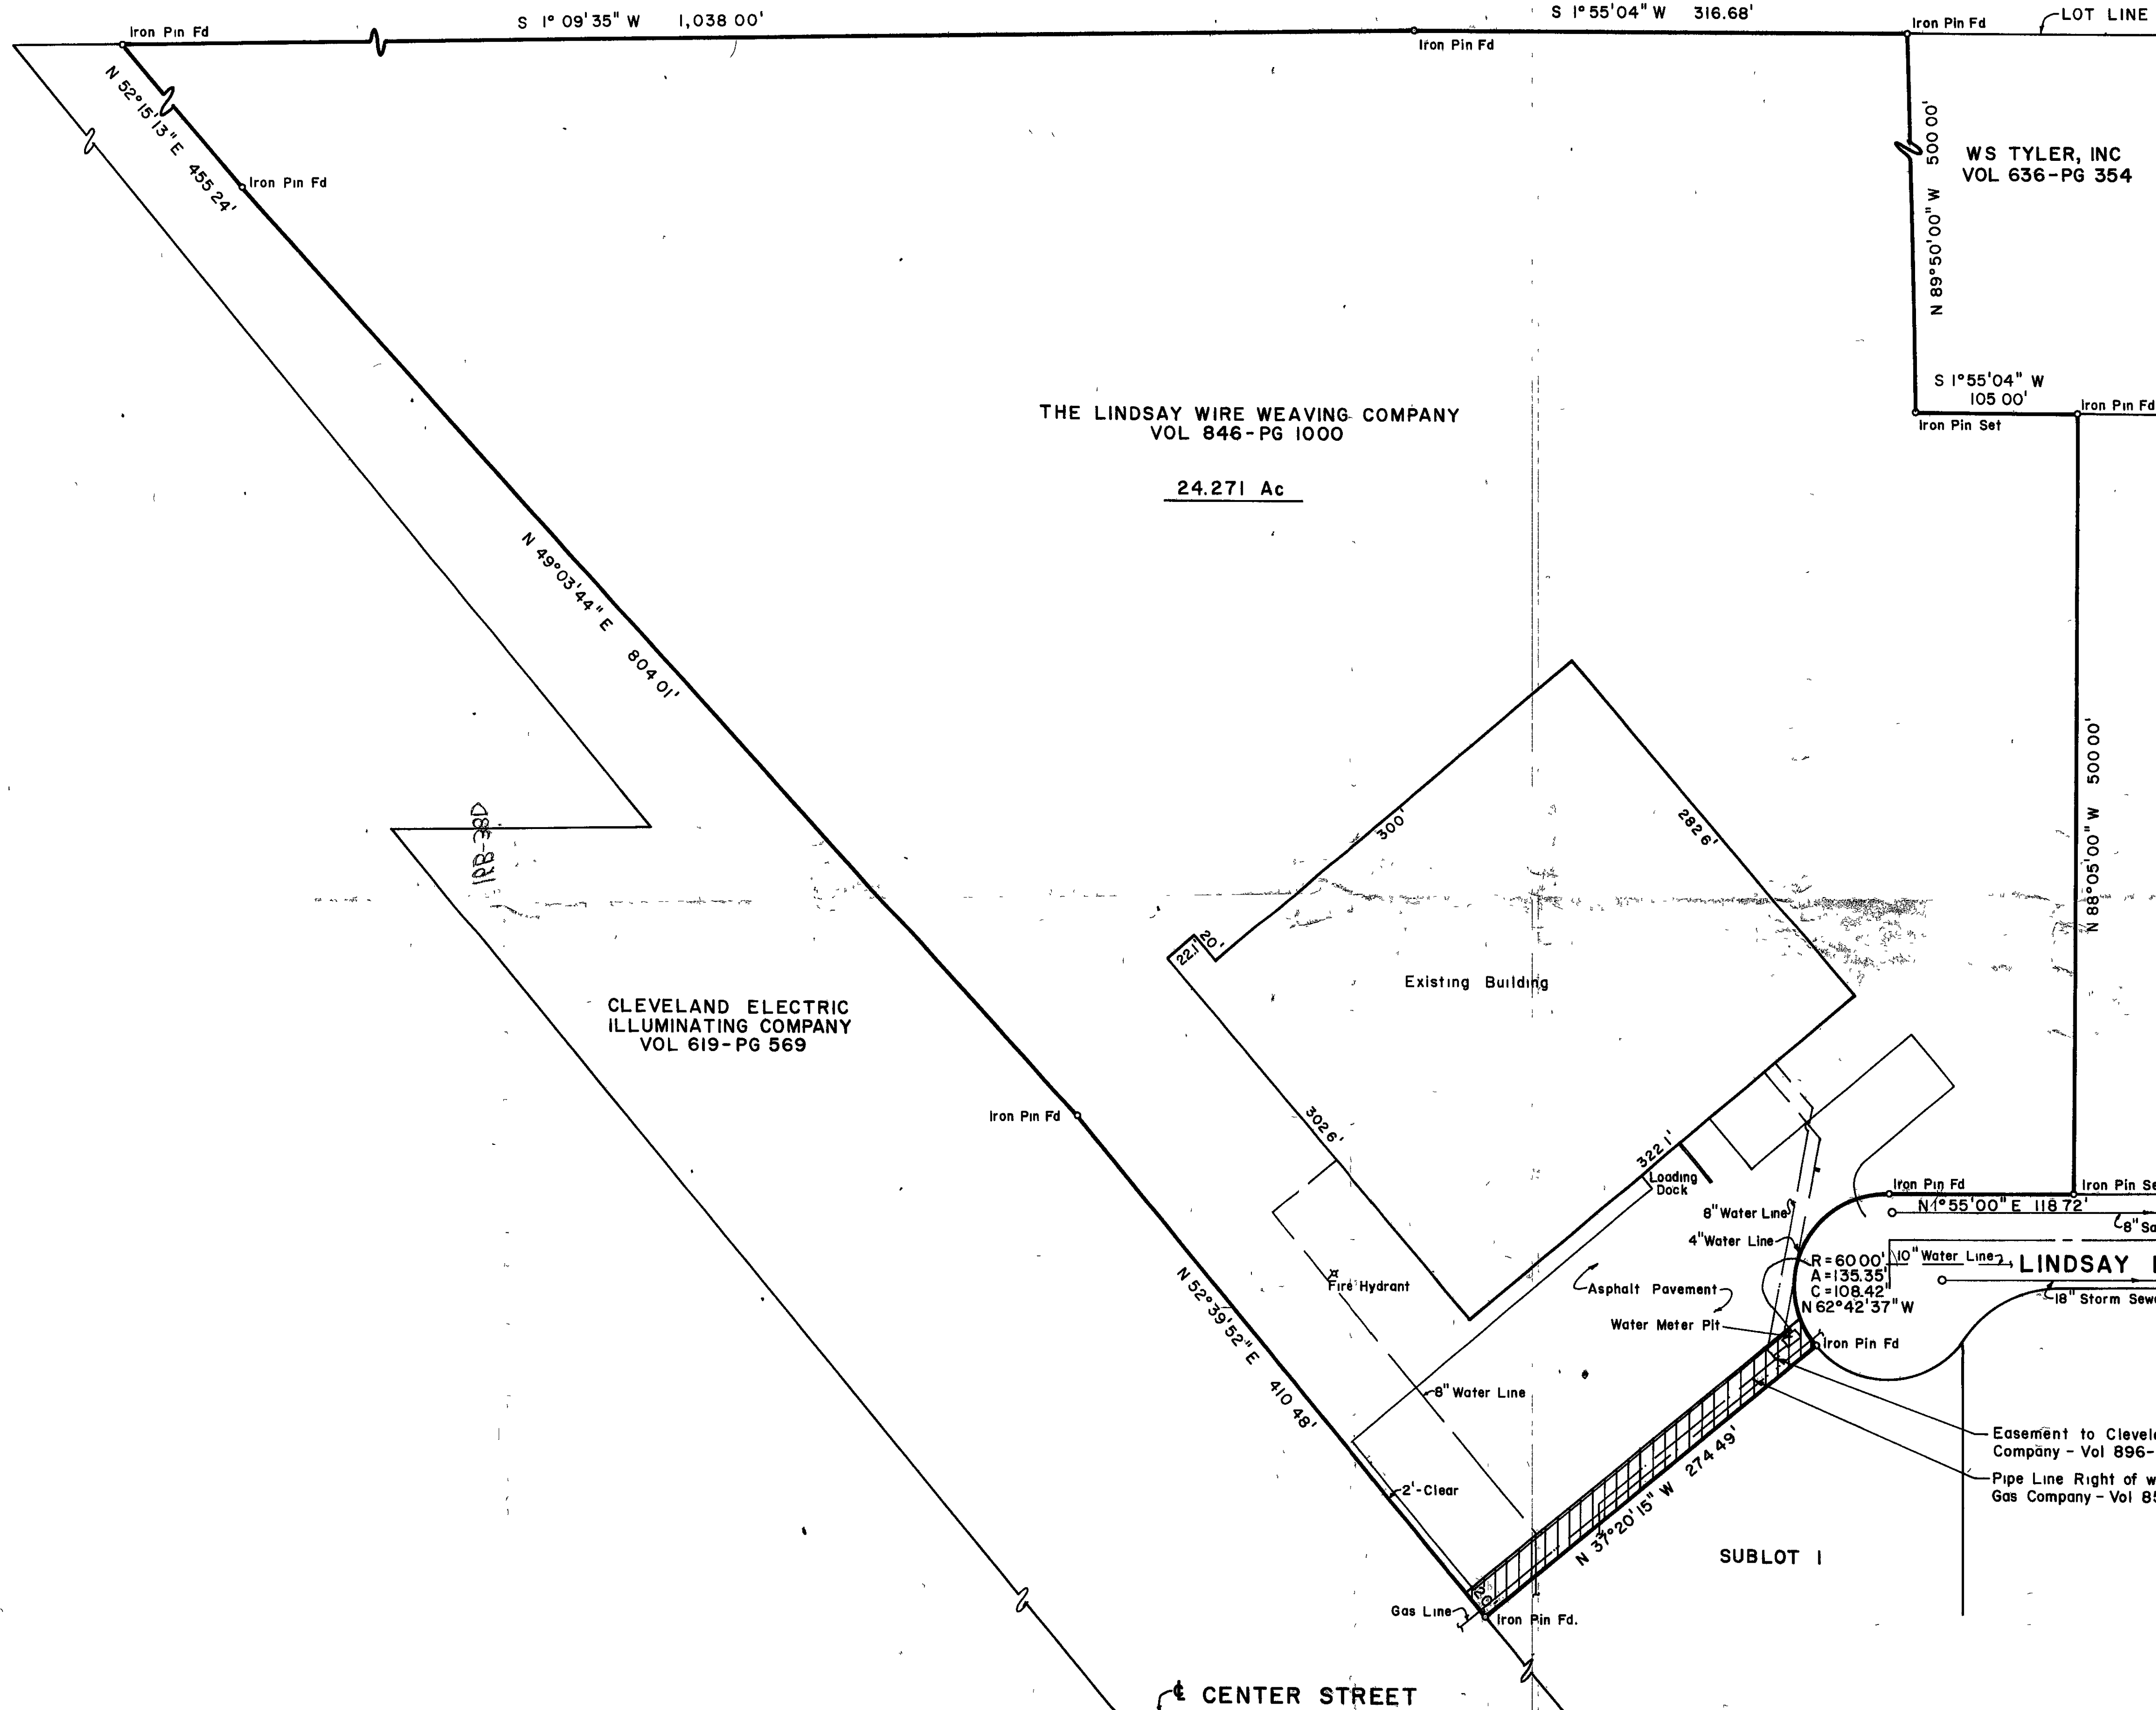 S 1° 09'35" W 1,038 00'
S 1°55'04" W 316.68'
LOT LINE
Iron Pin Fd
Iron Pin Fd
Iron Pin Fd
N 52°15'13" E 455 24'
Iron Pin Fd
N 89°50'00" W 500 00'
WS TYLER, INC
VOL 636-PG 354
S 1°55'04" W
105 00'
Iron Pin Set
Iron Pin Fd
THE LINDSAY WIRE WEAVING COMPANY
VOL 846-PG 1000
24.271 Ac
N 49°03'44" E 804 01'
N 88°05'00" W 500 00'
300'
282 6'
IRB-38D
20'
22.1'
Existing Building
CLEVELAND ELECTRIC
ILLUMINATING COMPANY
VOL 619-PG 569
Iron Pin Fd
302 6'
322 1'
Loading
Dock
Iron Pin Fd
Iron Pin Se
N 1°55'00" E 118 72'
8" Water Line
8" Sa
4" Water Line
10" Water Line
LINDSAY
R = 60 00'
A = 135.35'
C = 108.42"
N 62°42'37" W
18" Storm Sew
Fire Hydrant
Asphalt Pavement
Water Meter Pit
Iron Pin Fd
N 52°39'52" E 410 48'
8" Water Line
Easement to Clevel
Company - Vol 896-
Pipe Line Right of w
Gas Company - Vol 85
2'-Clear
N 37°20'15" W 274 49'
SUBLOT 1
20
Gas Line
Iron Pin Fd.
℄ CENTER STREET